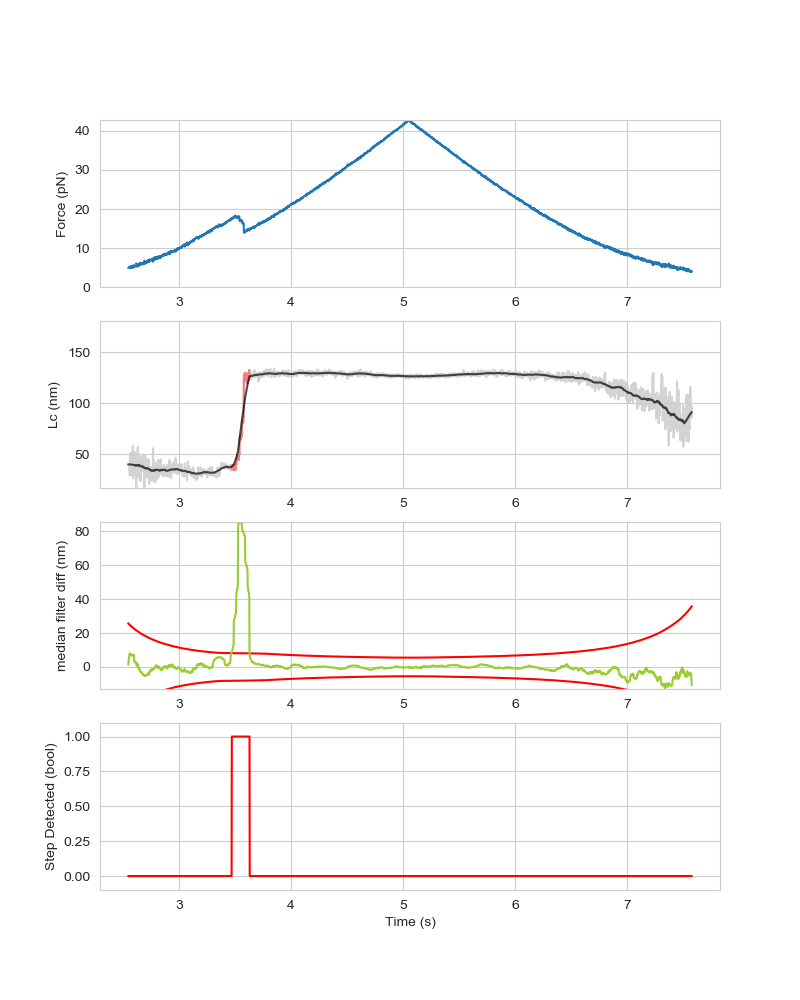 Force (pN)
40
30
20
10
0
3 4 5 6 7
Lc (nm)
150
100
50
3 4 5 6 7
median filter diff (nm)
80
60
40
20
0
3 4 5 6 7
Step Detected (bool)
1.00
0.75
0.50
0.25
0.00
3 4 5 6 7
Time (s)